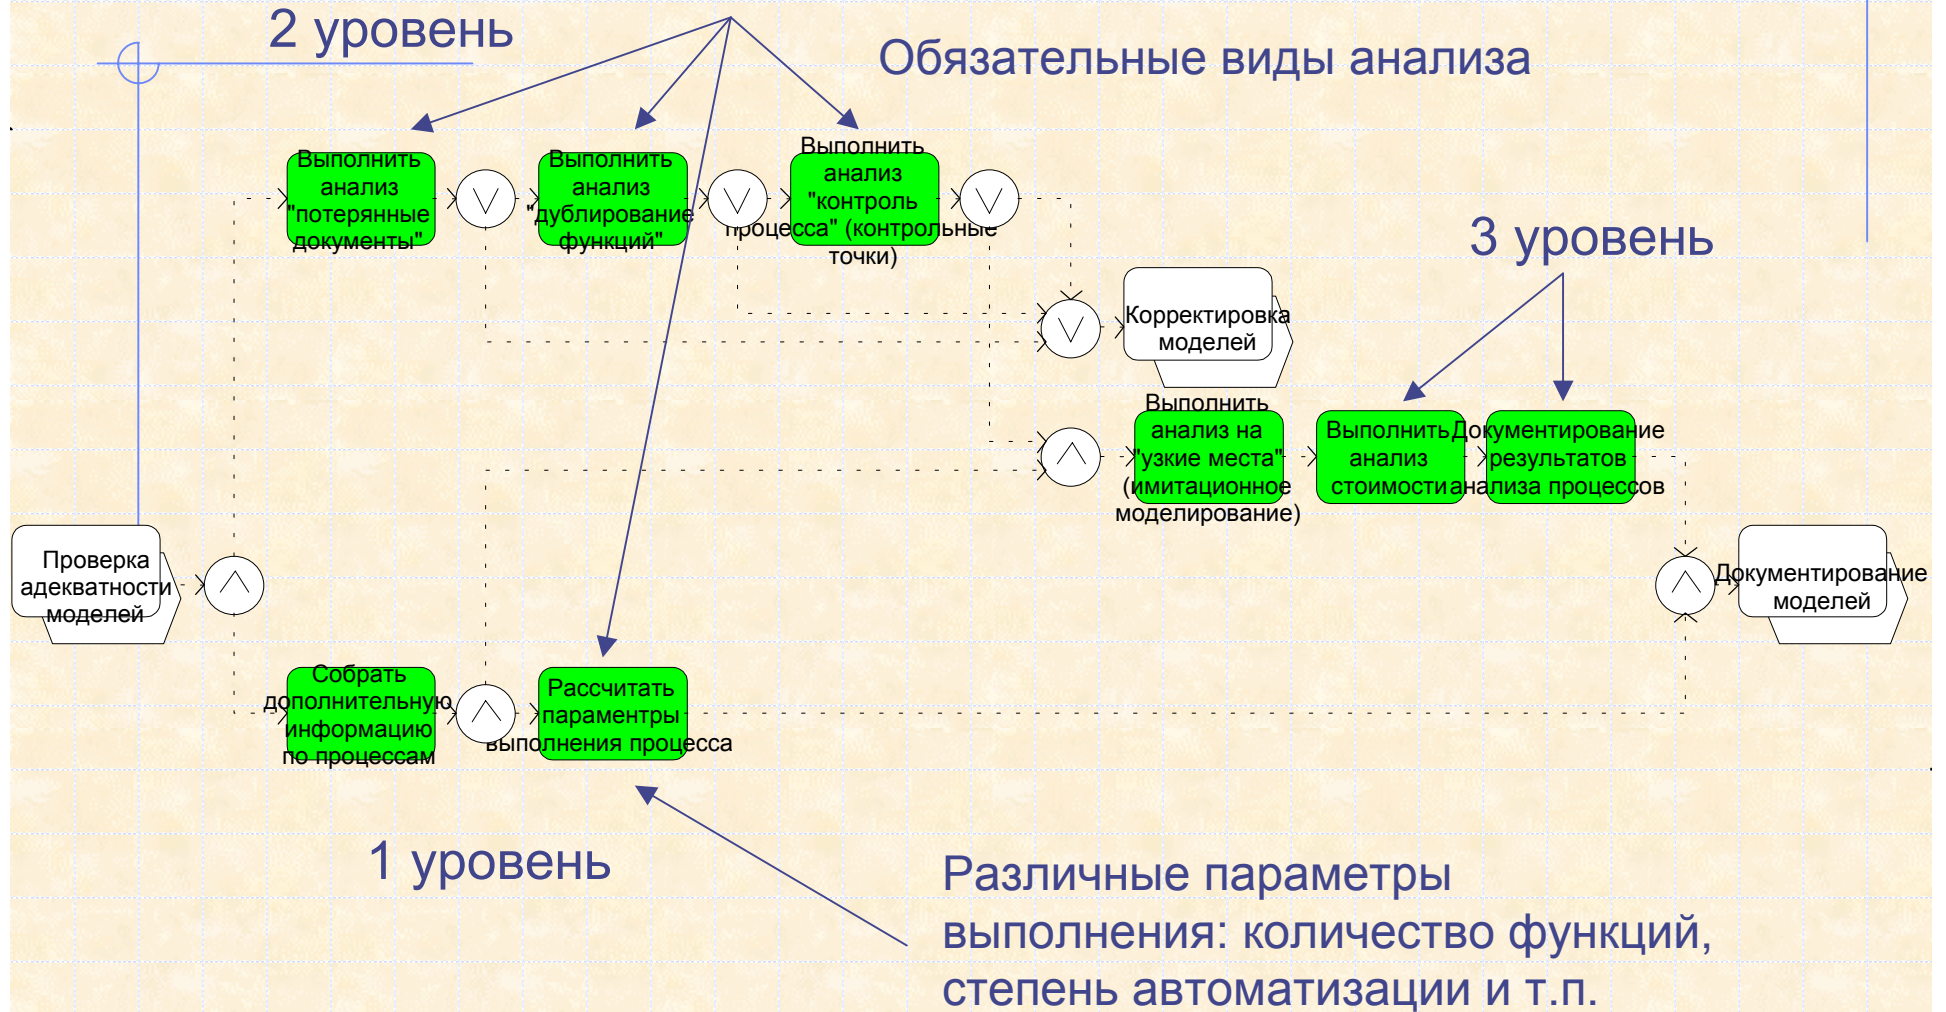 2 уровень
Обязательные виды анализа
Выполнить
анализ
"потерянные
документы"
Выполнить
анализ
"дублирование
функций"
Выполнить
анализ
"контроль
процесса" (контрольные
точки)
3 уровень
Корректировка
моделей
Выполнить
анализ на
"узкие места"
(имитационное
моделирование)
Выполнить
анализ
стоимости
Документирование
результатов
анализа процессов
Проверка
адекватности
моделей
Документирование
моделей
Собрать
дополнительную
информацию
по процессам
Рассчитать
параментры
выполнения процесса
1 уровень
Различные параметры
выполнения: количество функций,
степень автоматизации и т.п.